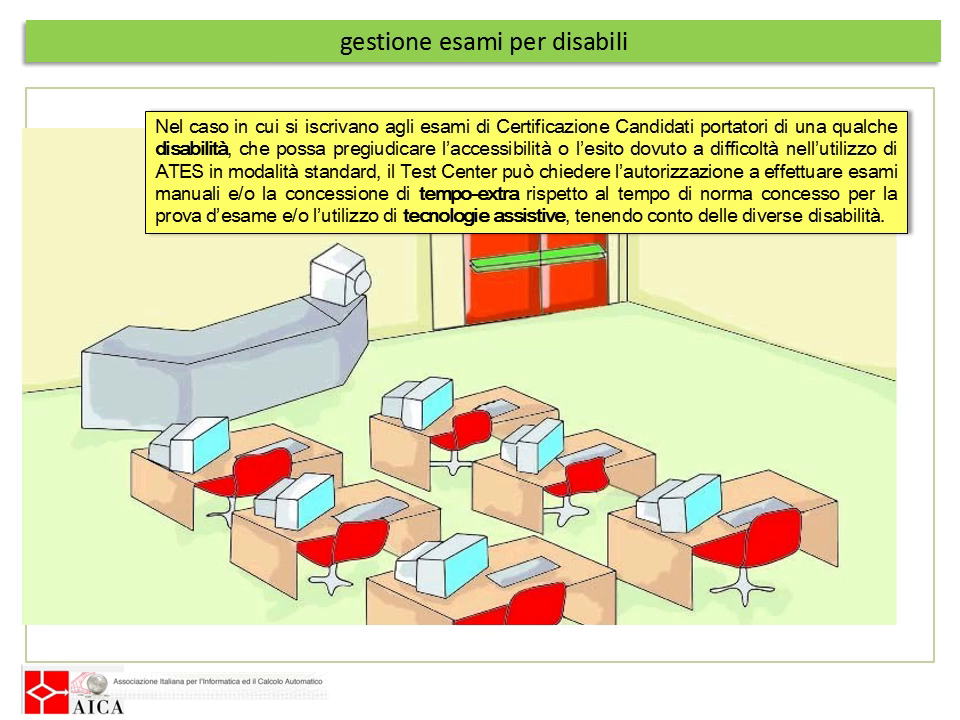 gestione esami per disabili
Nel caso in cui si iscrivano agli esami di Certificazione Candidati portatori di una qualche
disabilità, che possa pregiudicare l’accessibilità o l’esito dovuto a difficoltà nell’utilizzo di
ATES in modalità standard, il Test Center può chiedere l’autorizzazione a effettuare esami
manuali e/o la concessione di tempo-extra rispetto al tempo di norma concesso per la
prova d’esame e/o l’utilizzo di tecnologie assistive, tenendo conto delle diverse disabilità.
Associazione Italiana per l’Informatica ed il Calcolo Automatico
AICA